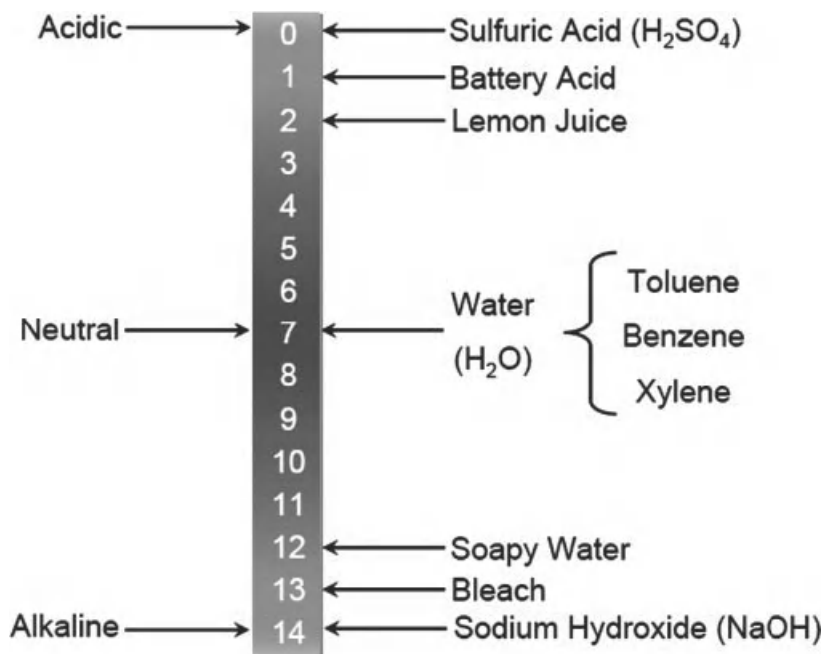 Acidic
0
Sulfuric Acid (H₂SO₄)
1
Battery Acid
2
Lemon Juice
3
4
5
6
Neutral
7
Water
(H₂O)
Toluene
Benzene
Xylene
8
9
10
11
12
Soapy Water
13
Bleach
Alkaline
14
Sodium Hydroxide (NaOH)